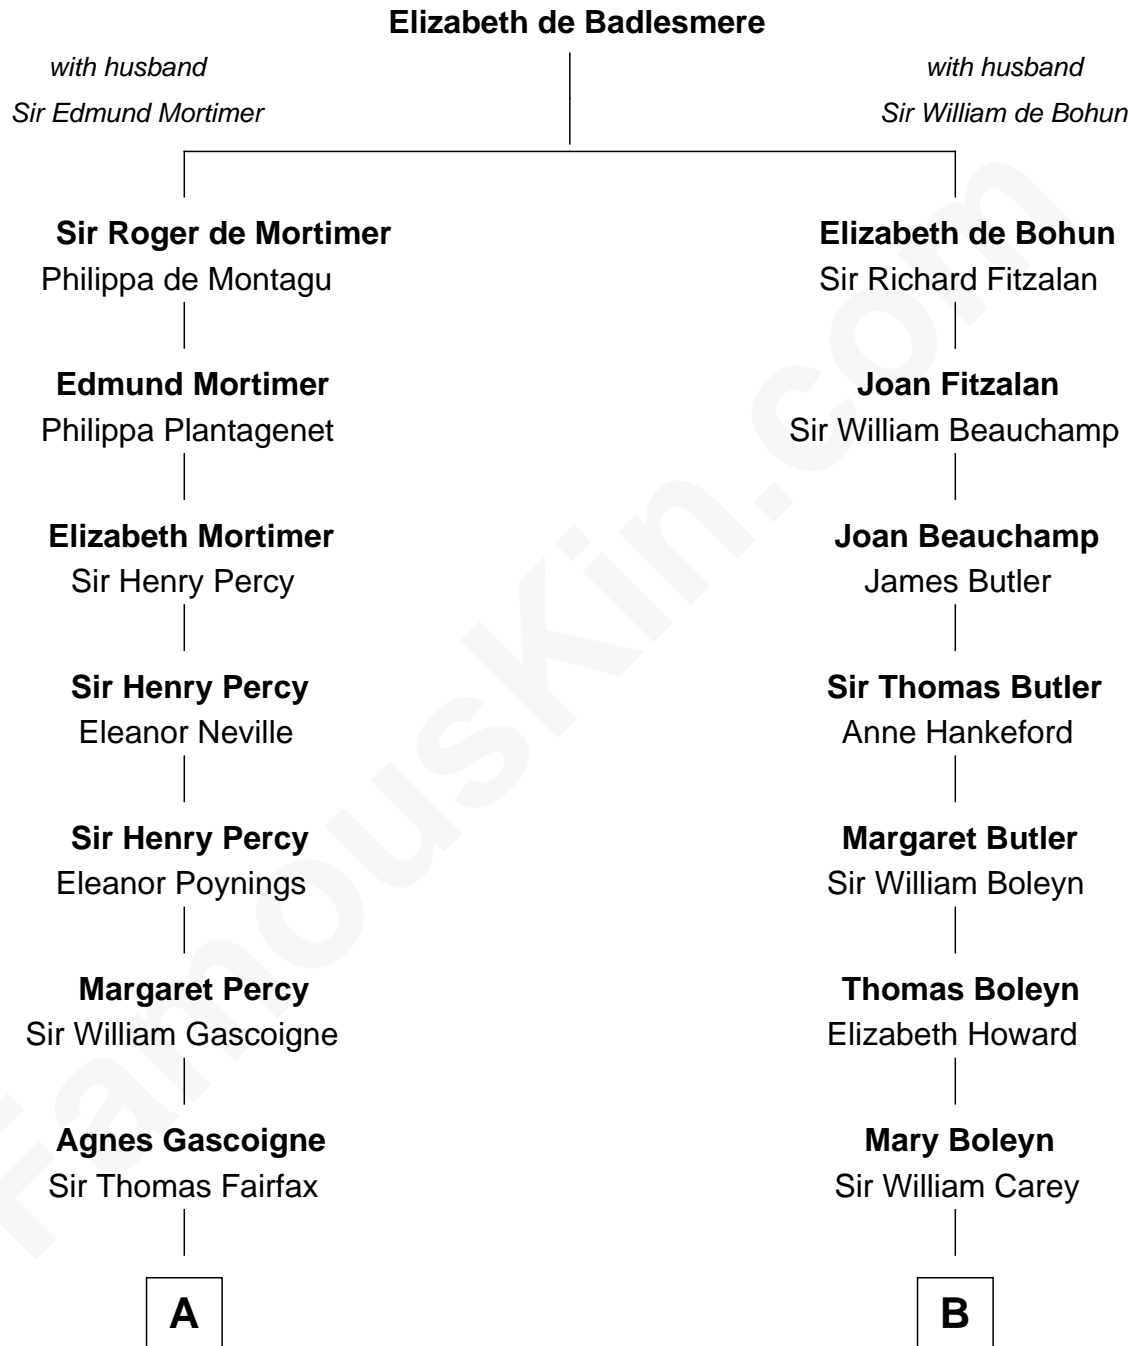 Elizabeth de Badlesmere
with husband
Sir Edmund Mortimer
with husband
Sir William de Bohun
Sir Roger de Mortimer
Philippa de Montagu
Elizabeth de Bohun
Sir Richard Fitzalan
Edmund Mortimer
Philippa Plantagenet
Joan Fitzalan
Sir William Beauchamp
Elizabeth Mortimer
Sir Henry Percy
Joan Beauchamp
James Butler
Sir Henry Percy
Eleanor Neville
Sir Thomas Butler
Anne Hankeford
Sir Henry Percy
Eleanor Poynings
Margaret Butler
Sir William Boleyn
Margaret Percy
Sir William Gascoigne
Thomas Boleyn
Elizabeth Howard
Agnes Gascoigne
Sir Thomas Fairfax
Mary Boleyn
Sir William Carey
A
B
FamousKin.com